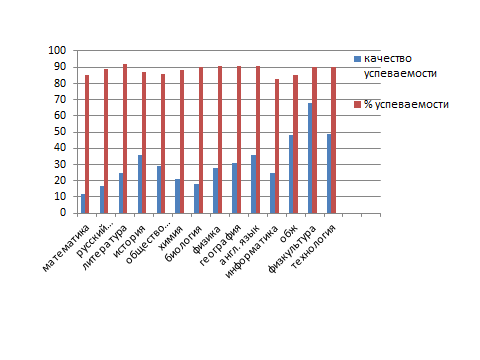 100
90
80
70
60
50
40
30
20
10
0
математика
русский...
литература
история
общество...
химия
биология
физика
география
англ. язык
информатика
обж
физкультура
технология
качество
успеваемости
% успеваемости